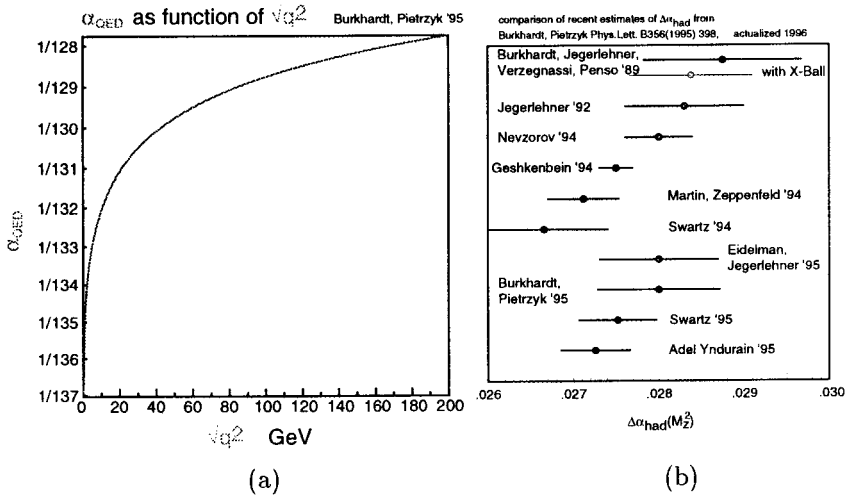 α_QED as function of √q2
Burkhardt, Pietrzyk '95
1/128
1/129
1/130
1/131
1/132
1/133
1/134
1/135
1/136
1/137
α_QED
0 20 40 60 80 100 120 140 160 180 200
√q2 GeV
(a)
comparison of recent estimates of Δα_had from
Burkhardt, Pietrzyk Phys.Lett. B356(1995) 398, actualized 1996
Burkhardt, Jegerlehner,
Verzegnassi, Penso '89
with X-Ball
Jegerlehner '92
Nevzorov '94
Geshkenbein '94
Martin, Zeppenfeld '94
Swartz '94
Eidelman,
Jegerlehner '95
Burkhardt,
Pietrzyk '95
Swartz '95
Adel Yndurain '95
.026 .027 .028 .029 .030
Δα_had(M_Z^2)
(b)